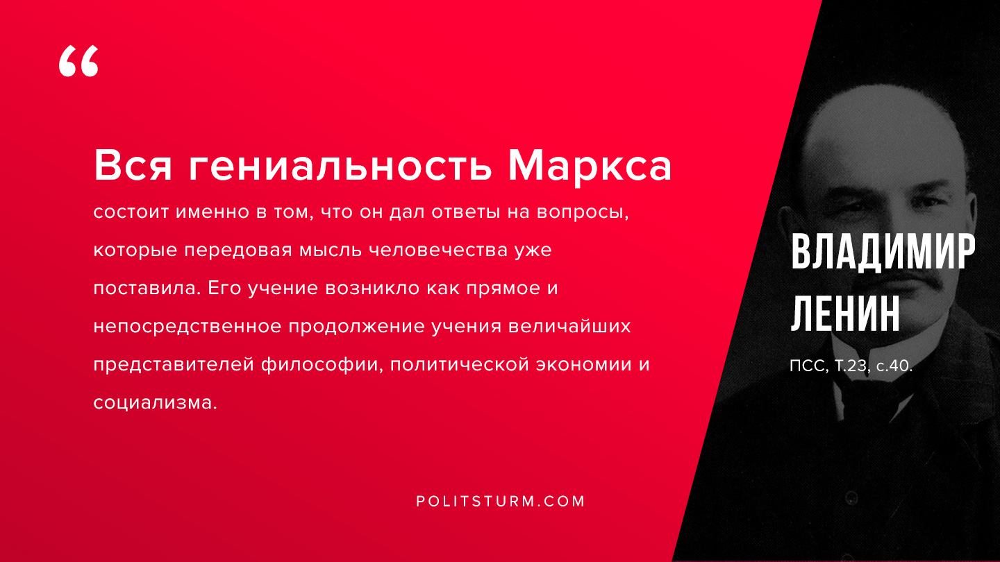 “
Вся гениальность Маркса
состоит именно в том, что он дал ответы на вопросы,
которые передовая мысль человечества уже
поставила. Его учение возникло как прямое и
непосредственное продолжение учения величайших
представителей философии, политической экономии и
социализма.
ВЛАДИМИР
ЛЕНИН
ПСС, Т.23, с.40.
POLITSTURM.COM